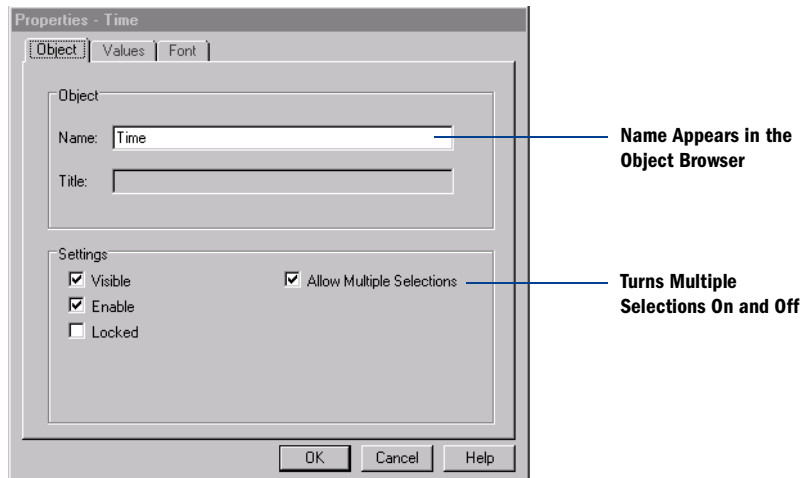 Properties - Time
Object
Values
Font
Object
Name: Time
Name Appears in the
Object Browser
Title:
Settings
Visible
Allow Multiple Selections
Turns Multiple
Selections On and Off
Enable
Locked
OK
Cancel
Help